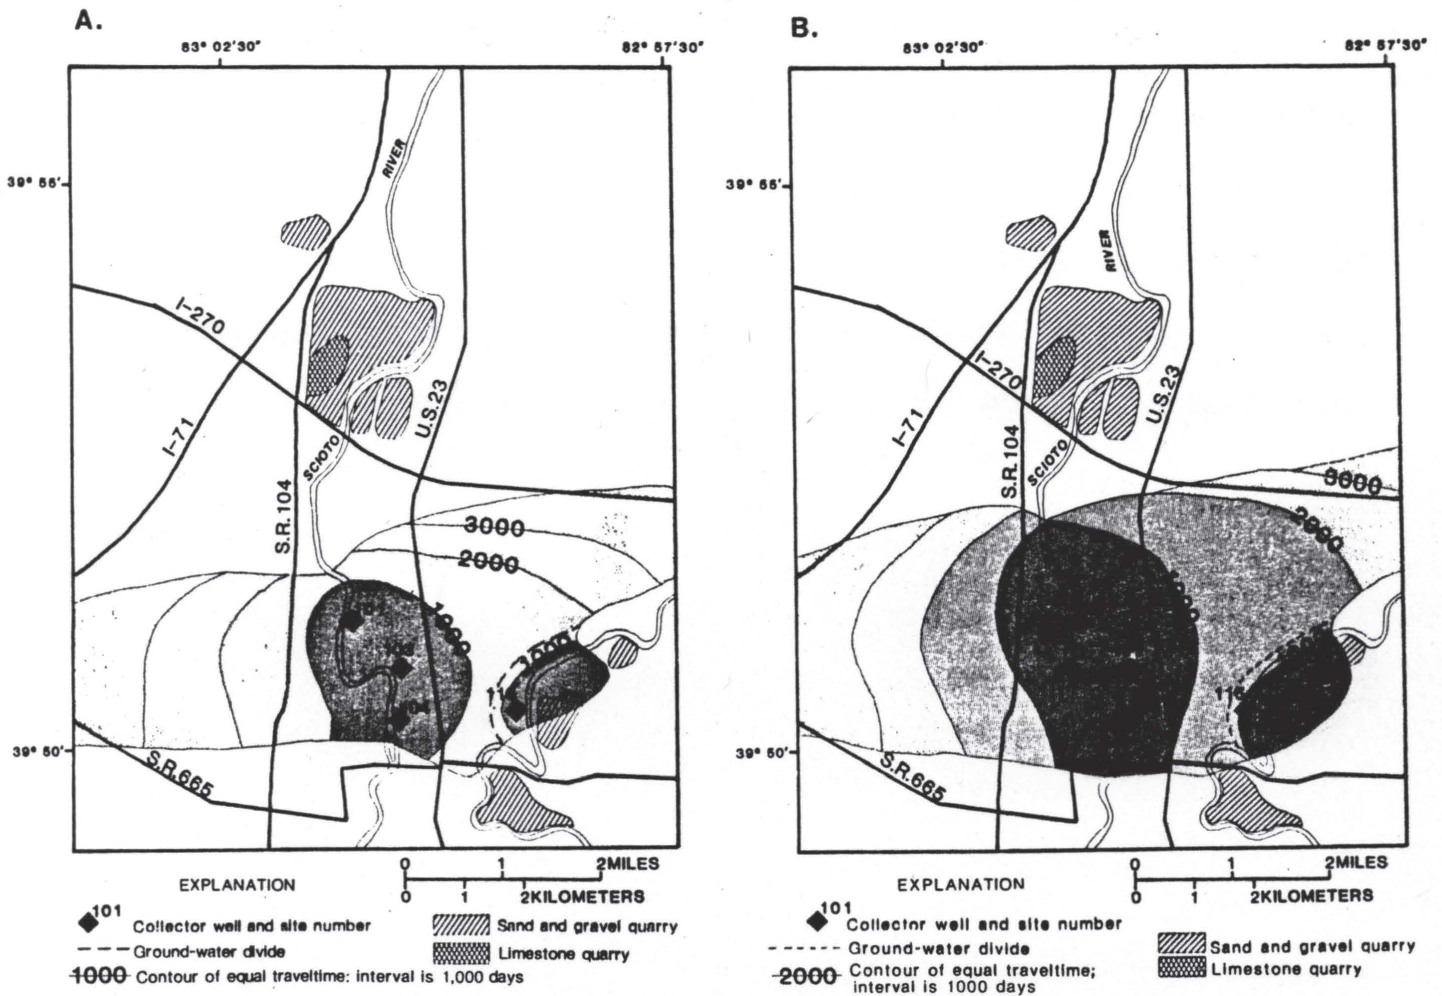 A.
83° 02'30"
82° 57'30"
39° 55'
RIVER
I-270
I-71
U.S.23
SCIOTO
S.R.104
3000
2000
1000
101
104
39° 50'
S.R.665
0 1 2MILES
0 1 2KILOMETERS
EXPLANATION
101
Collector well and site number
Ground-water divide
1000 Contour of equal traveltime: interval is 1,000 days
Sand and gravel quarry
Limestone quarry
B.
83° 02'30"
82° 57'30"
39° 55'
RIVER
I-270
I-71
U.S.23
S.R.104
SCIOTO
3000
2000
39° 50'
S.R.665
0 1 2MILES
0 1 2KILOMETERS
EXPLANATION
101
Collector well and site number
Ground-water divide
2000 Contour of equal traveltime;
interval is 1000 days
Sand and gravel quarry
Limestone quarry